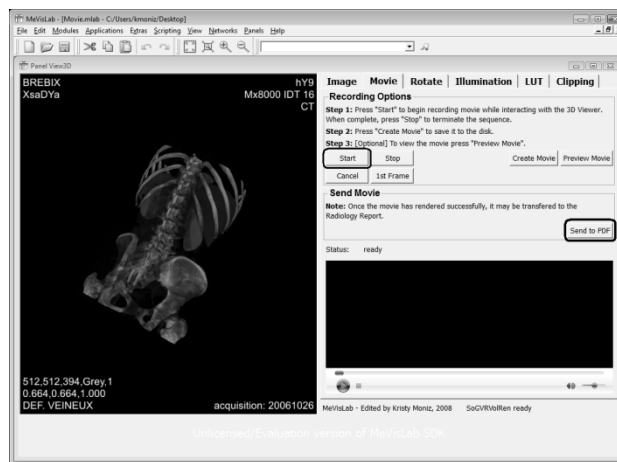 MeVisLab - [Movie.mlab - C:/Users/kmoniz/Desktop]
File Edit Modules Applications Extras Scripting View Networks Panels Help
Panel View3D
BREBIX
XsaDYa
hY9
Mx8000 IDT 16
CT
512,512,394,Grey,1
0.664,0.664,1.000
DEF. VEINEUX
acquisition: 20061026
Image Movie Rotate Illumination LUT Clipping
Recording Options
Step 1: Press "Start" to begin recording movie while interacting with the 3D Viewer.
When complete, press "Stop" to terminate the sequence.
Step 2: Press "Create Movie" to save it to the disk.
Step 3: [Optional] To view the movie press "Preview Movie".
Start Stop Create Movie Preview Movie
Cancel 1st Frame
Send Movie
Note: Once the movie has rendered successfully, it may be transfered to the
Radiology Report.
Send to PDF
Status: ready
MeVisLab - Edited by Kristy Moniz, 2008 SoGVRVolRen ready
Unlicensed/Evaluation version of MeVisLab SDK